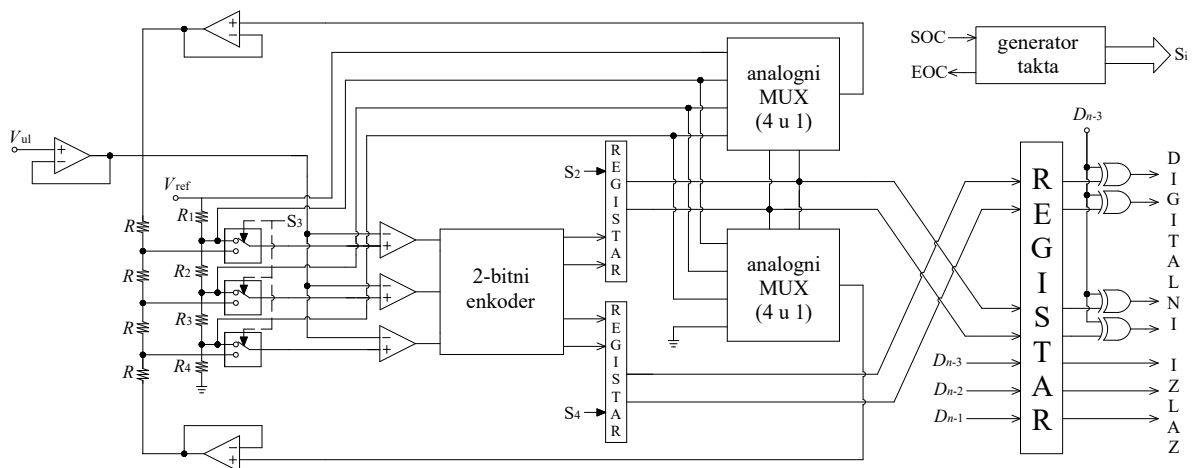 SOC
EOC
generator
takta
Si
analogni
MUX
(4 u 1)
Vul
Vref
R1
R2
R3
R4
R
R
R
R
S3
2-bitni
enkoder
S2
REGISTAR
S4
REGISTAR
analogni
MUX
(4 u 1)
Dn-3
REGISTAR
Dn-3
Dn-2
Dn-1
DIGITALNI IZLAZ